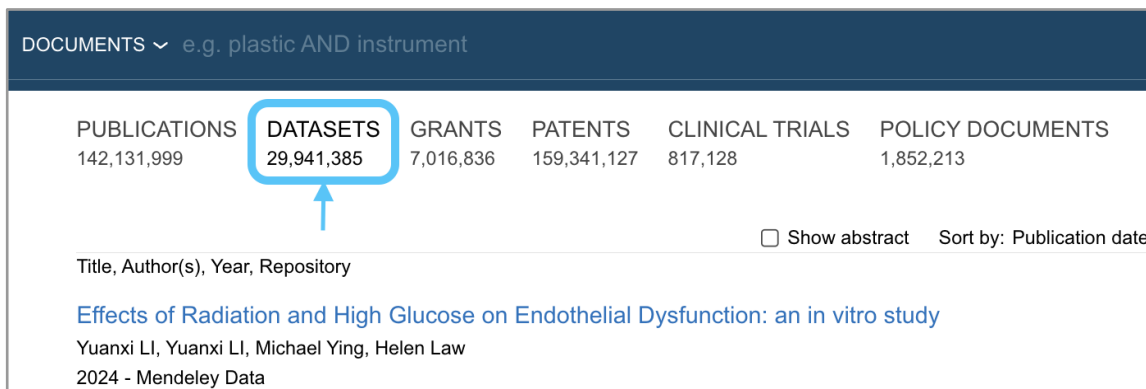 DOCUMENTS e.g. plastic AND instrument
PUBLICATIONS DATASETS GRANTS PATENTS CLINICAL TRIALS POLICY DOCUMENTS
142,131,999 29,941,385 7,016,836 159,341,127 817,128 1,852,213
Show abstract Sort by: Publication date
Title, Author(s), Year, Repository
Effects of Radiation and High Glucose on Endothelial Dysfunction: an in vitro study
Yuanxi LI, Yuanxi LI, Michael Ying, Helen Law
2024 - Mendeley Data